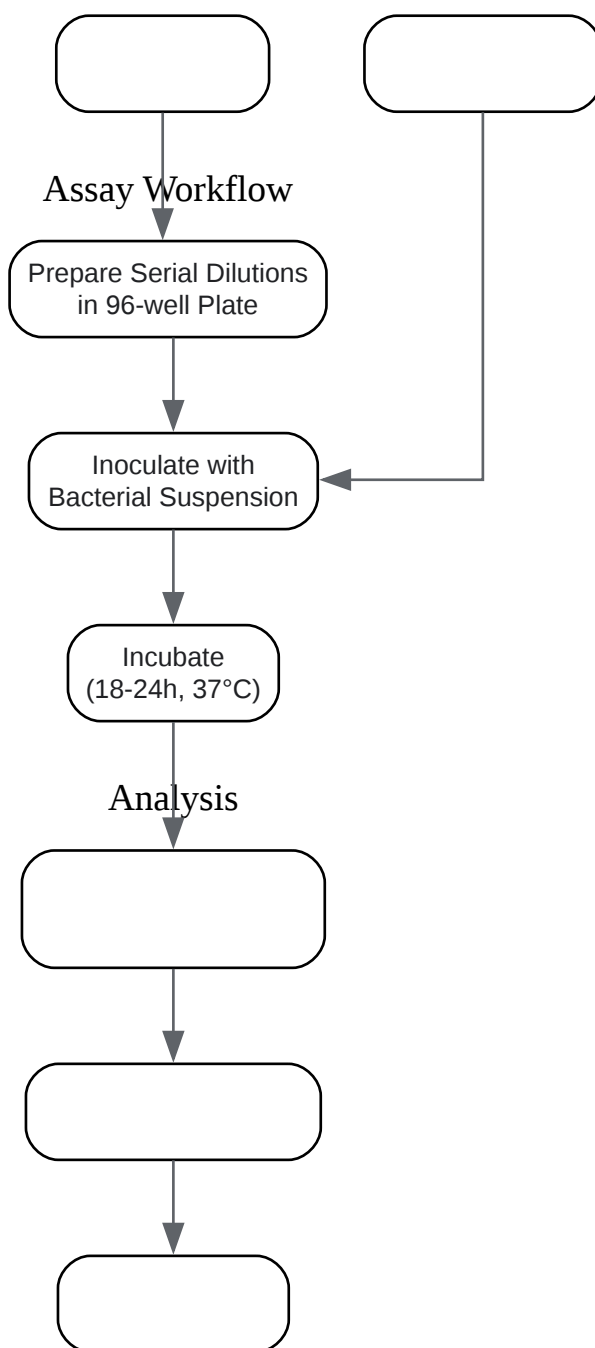 Assay Workflow
Prepare Serial Dilutions
in 96-well Plate
Inoculate with
Bacterial Suspension
Incubate
(18-24h, 37°C)
Analysis